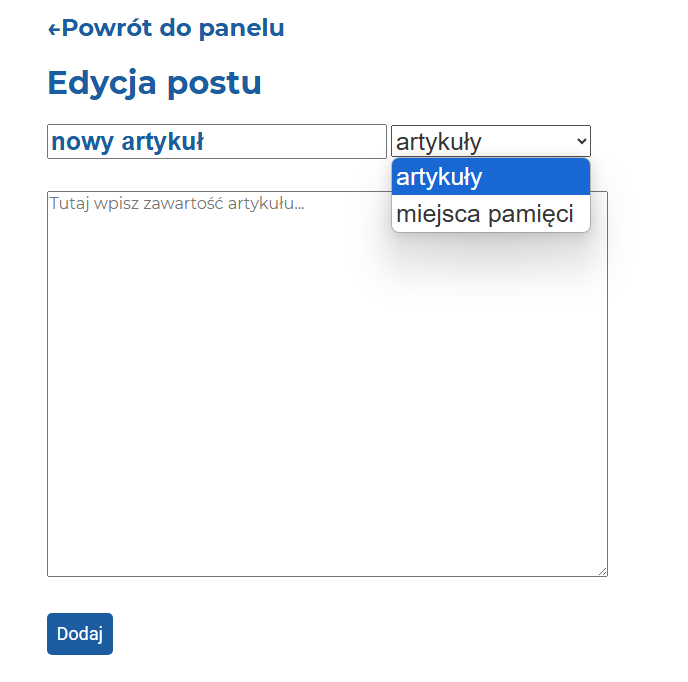 ←Powrót do panelu
Edycja postu
nowy artykuł artykuły
artykuły
miejsca pamięci
Tutaj wpisz zawartość artykułu...
Dodaj